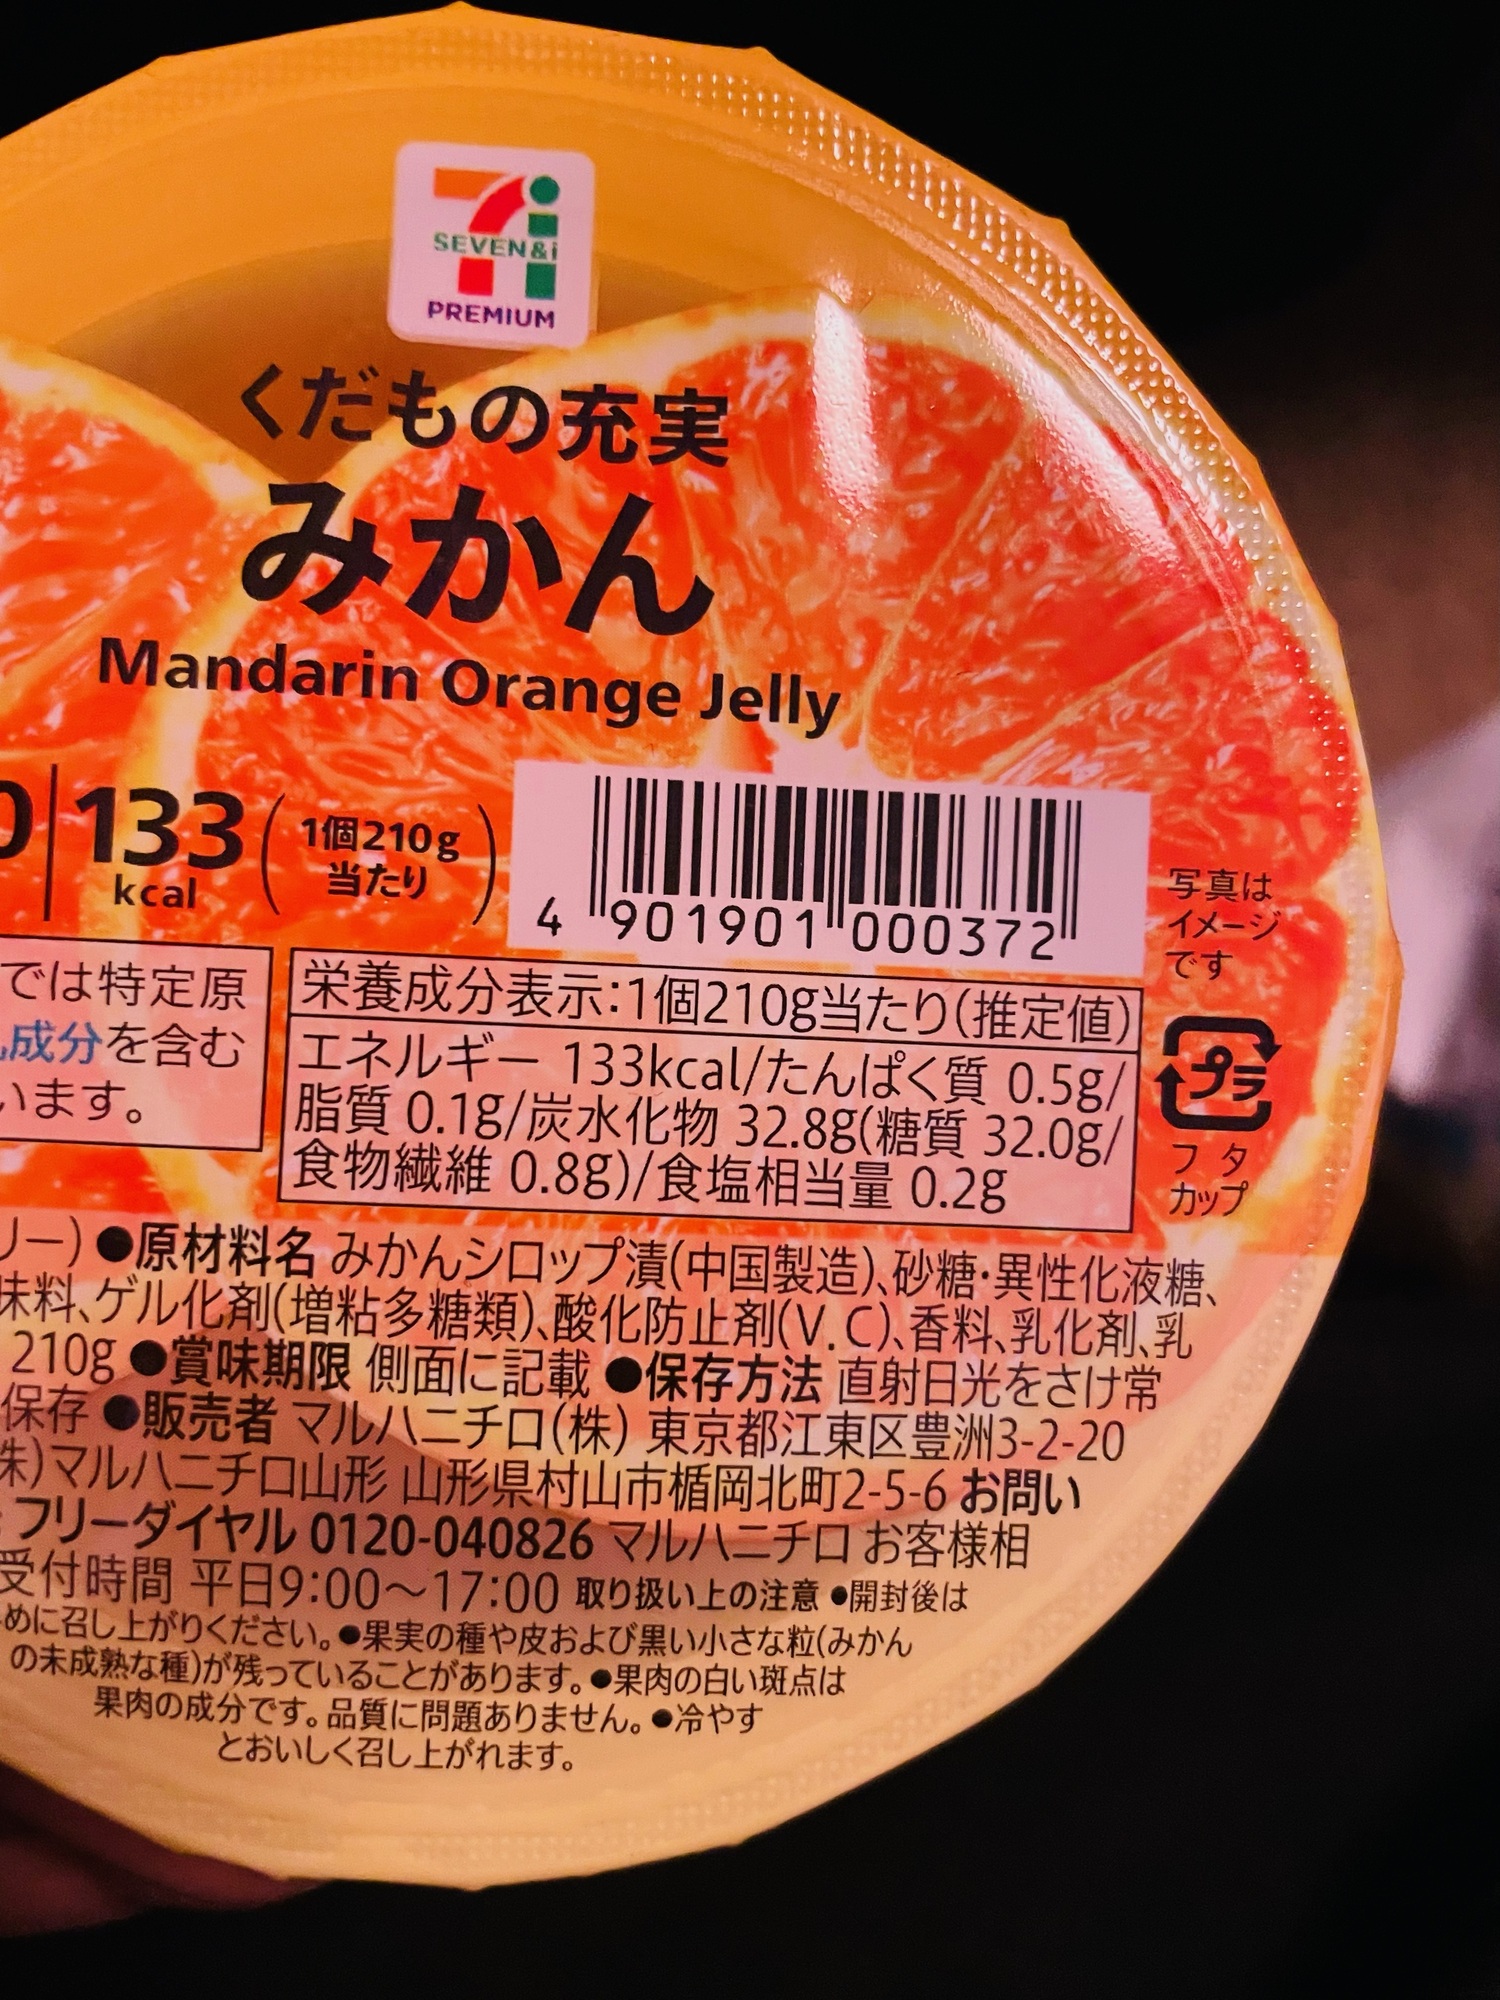 SEVEN&i
PREMIUM
くだもの充実
みかん
Mandarin Orange Jelly
0
133
kcal
(1個210g
当たり)
4 901901 000372
写真は
イメージ
です
では特定原
成分を含む
います。
栄養成分表示:1個210g当たり(推定値)
エネルギー 133kcal/たんぱく質 0.5g/
脂質 0.1g/炭水化物 32.8g(糖質 32.0g/
食物繊維 0.8g)/食塩相当量 0.2g
プラ
フタ
カップ
リー) ●原材料名 みかんシロップ漬(中国製造)、砂糖・異性化液糖、
味料、ゲル化剤(増粘多糖類)、酸化防止剤(V.C)、香料、乳化剤、乳
210g ●賞味期限 側面に記載 ●保存方法 直射日光をさけ常
保存 ●販売者 マルハニチロ(株) 東京都江東区豊洲3-2-20
株)マルハニチロ山形 山形県村山市楯岡北町2-5-6 お問い
フリーダイヤル 0120-040826 マルハニチロ お客様相
受付時間 平日9:00〜17:00 取り扱い上の注意 ●開封後は
めに召し上がりください。●果実の種や皮および黒い小さな粒(みかん
の未成熟な種)が残っていることがあります。●果肉の白い斑点は
果肉の成分です。品質に問題ありません。●冷やす
とおいしく召し上がれます。